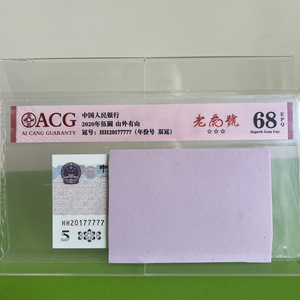 ACG
AI CANG GUARANTY
中国人民银行
2020年伍圆 山外有山
冠号: HH20177777 (年份号 双冠)
老虎號
☆☆☆
68
EPQ
Superb Gem Unc
HH20177777
5